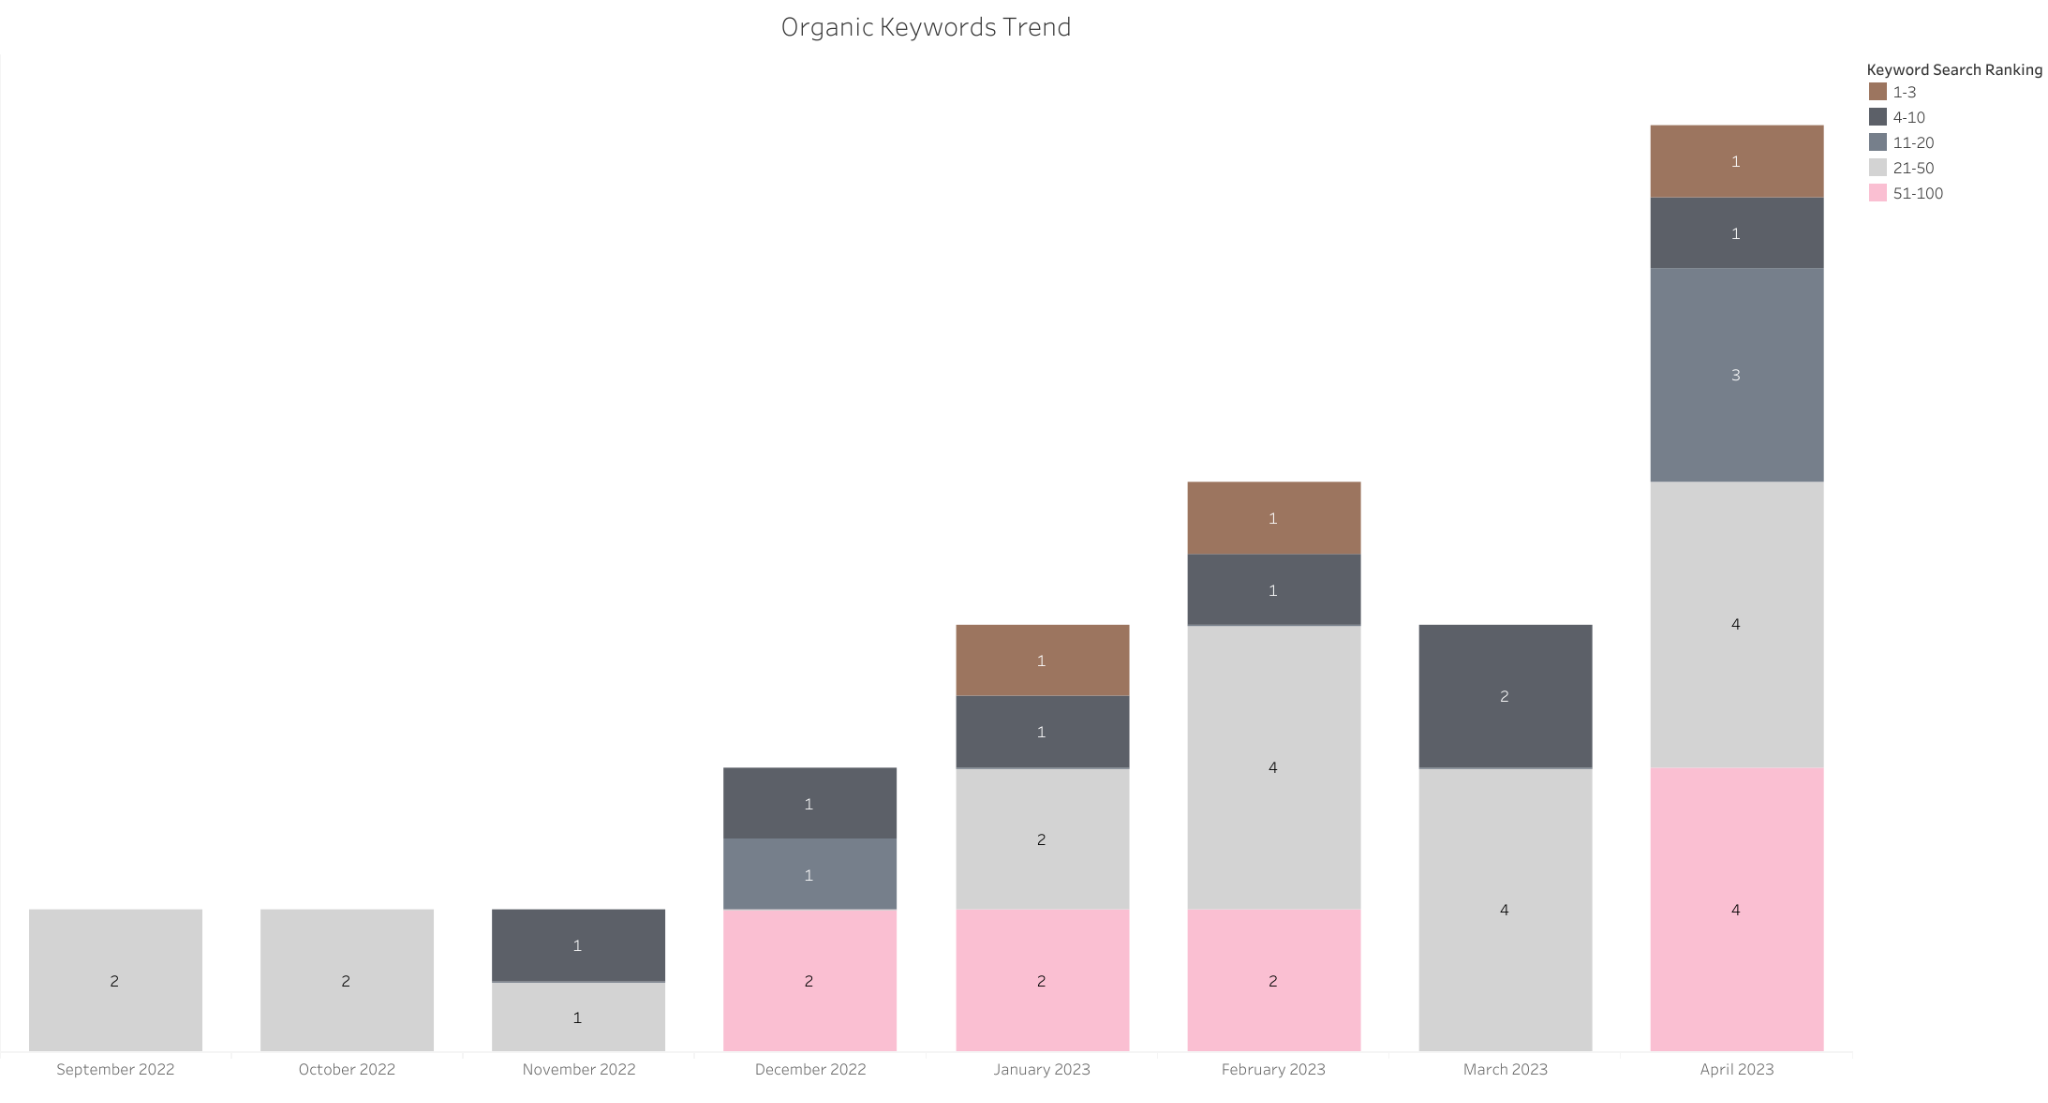 Organic Keywords Trend
Keyword Search Ranking
1-3
4-10
11-20
21-50
51-100
2
2
1
1
1
1
2
1
1
2
2
1
1
4
2
2
4
1
1
3
4
4
September 2022
October 2022
November 2022
December 2022
January 2023
February 2023
March 2023
April 2023